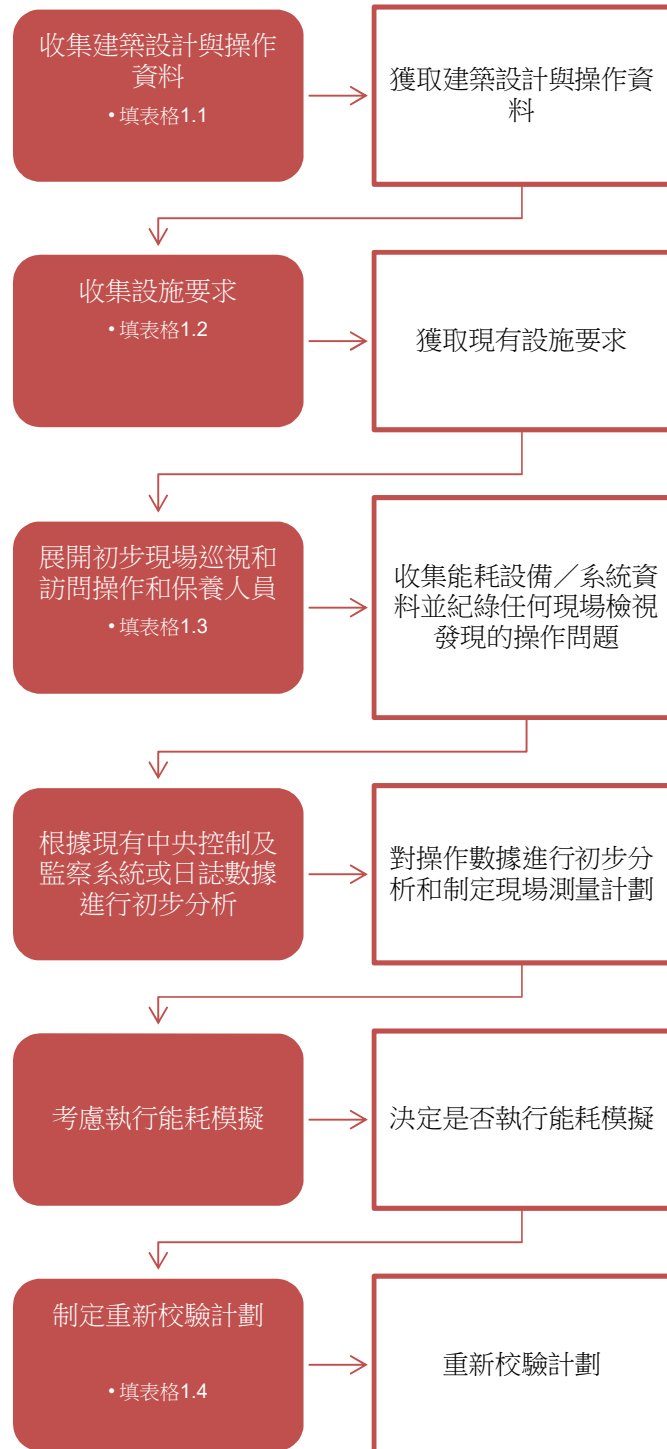 收集建築設計與操作
資料
• 填表格1.1
獲取建築設計與操作資
料
收集設施要求
• 填表格1.2
獲取現有設施要求
展開初步現場巡視和
訪問操作和保養人員
• 填表格1.3
收集能耗設備／系統資
料並紀綠任何現場檢視
發現的操作問題
根據現有中央控制及
監察系統或日誌數據
進行初步分析
對操作數據進行初步分
析和制定現場測量計劃
考慮執行能耗模擬
決定是否執行能耗模擬
制定重新校驗計劃
• 填表格1.4
重新校驗計劃